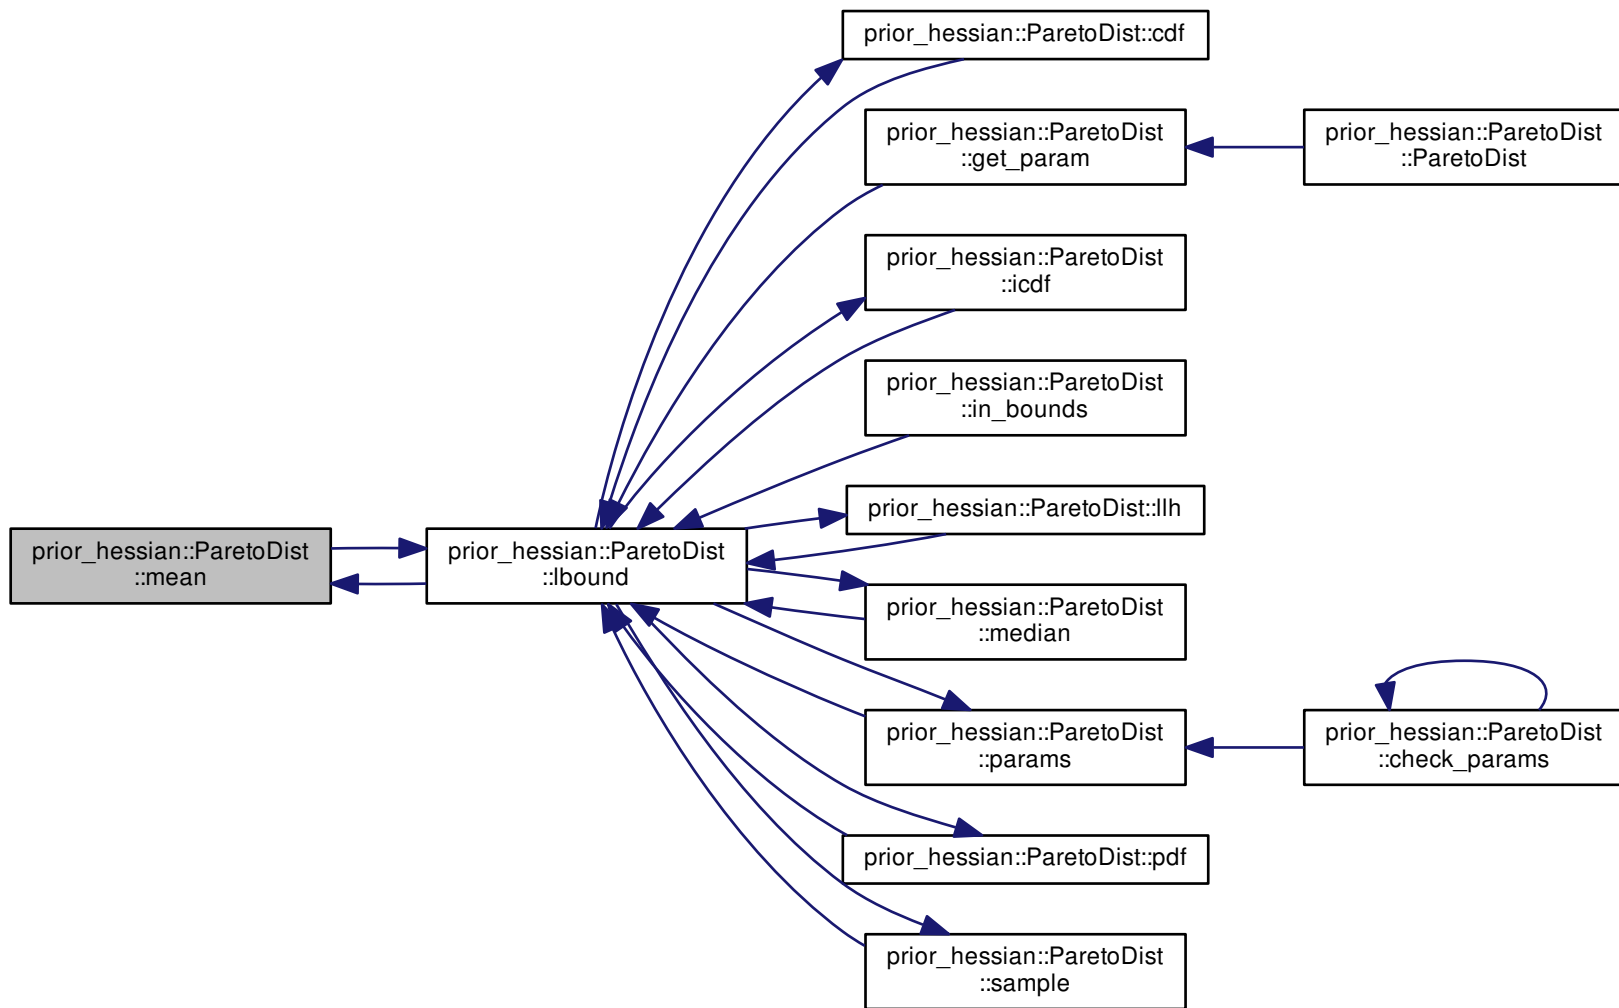 prior_hessian::ParetoDist::cdf
prior_hessian::ParetoDist
::get_param
prior_hessian::ParetoDist
::ParetoDist
prior_hessian::ParetoDist
::icdf
prior_hessian::ParetoDist
::in_bounds
prior_hessian::ParetoDist::llh
prior_hessian::ParetoDist
::mean
prior_hessian::ParetoDist
::lbound
prior_hessian::ParetoDist
::median
prior_hessian::ParetoDist
::params
prior_hessian::ParetoDist
::check_params
prior_hessian::ParetoDist::pdf
prior_hessian::ParetoDist
::sample